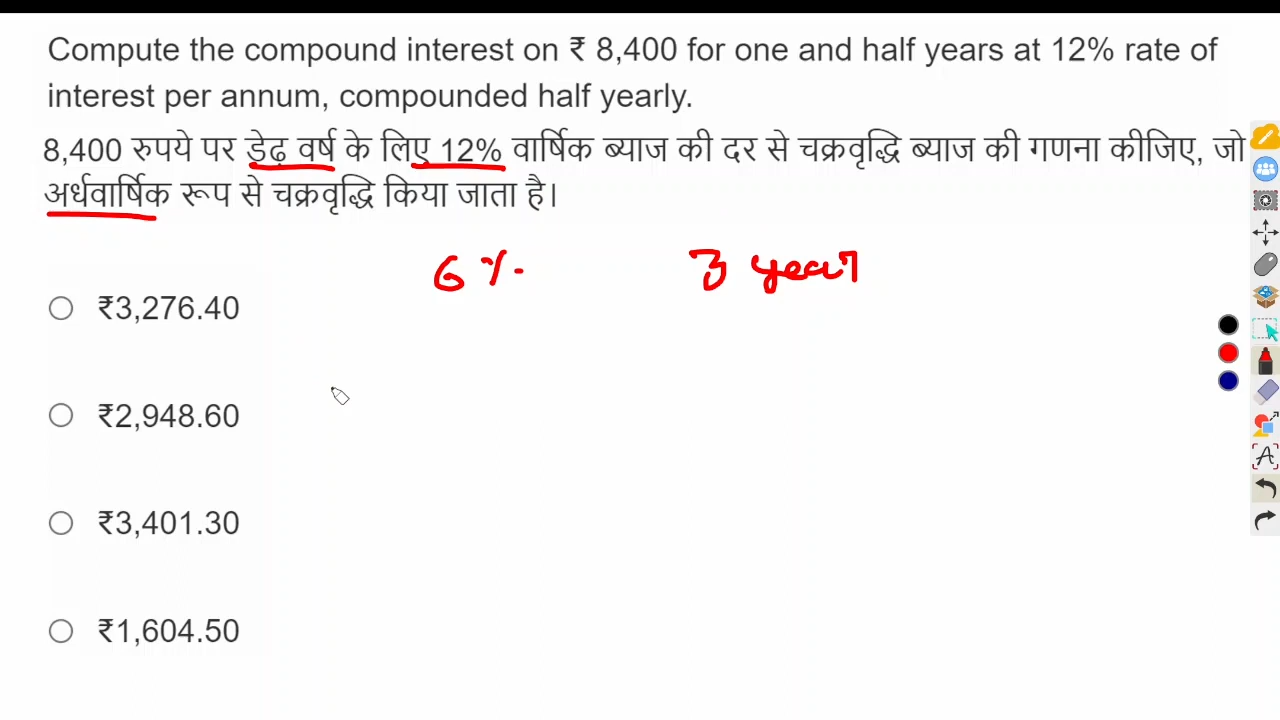 Compute the compound interest on ₹ 8,400 for one and half years at 12% rate of
interest per annum, compounded half yearly.
8,400 रुपये पर डेढ़ वर्ष के लिए 12% वार्षिक ब्याज की दर से चक्रवृद्धि ब्याज की गणना कीजिए, जो
अर्धवार्षिक रूप से चक्रवृद्धि किया जाता है।
6 % 3 year
₹3,276.40
₹2,948.60
₹3,401.30
₹1,604.50